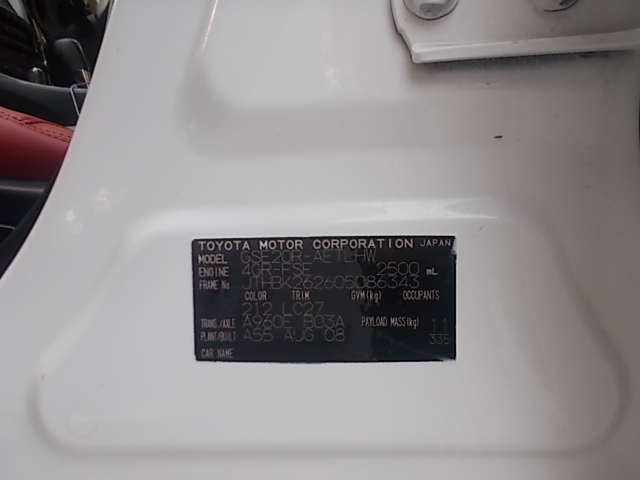 TOYOTA MOTOR CORPORATION JAPAN
MODEL GSE20R-AETLHW
ENGINE 4GR-FSE 2500 mL
FRAME No. JTHBK262605086343
COLOR TRIM GVM(kg) OCCUPANTS
212 LC27
TRANS./AXLE A960E B03A PAYLOAD MASS(kg) 11
PLANT/BUILT A55 AUG 08 335
CAR NAME